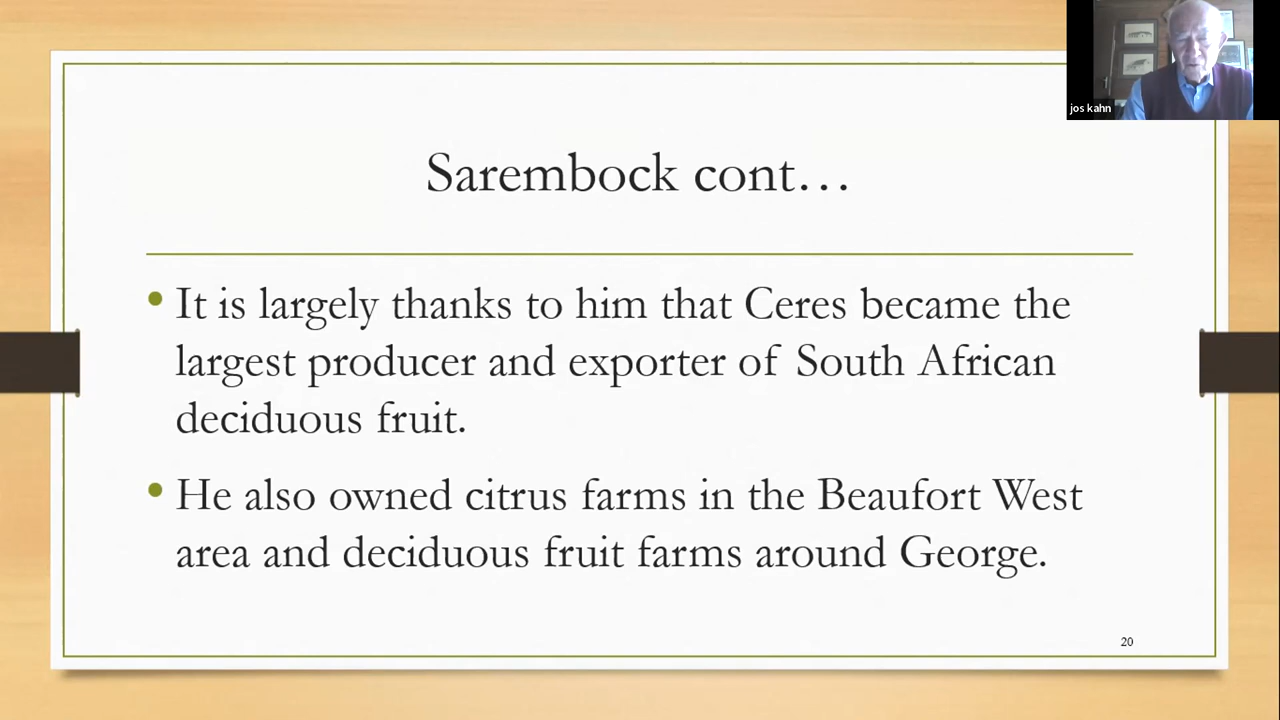 jos kahn
Sarembock cont…
• It is largely thanks to him that Ceres became the
largest producer and exporter of South African
deciduous fruit.
• He also owned citrus farms in the Beaufort West
area and deciduous fruit farms around George.
20